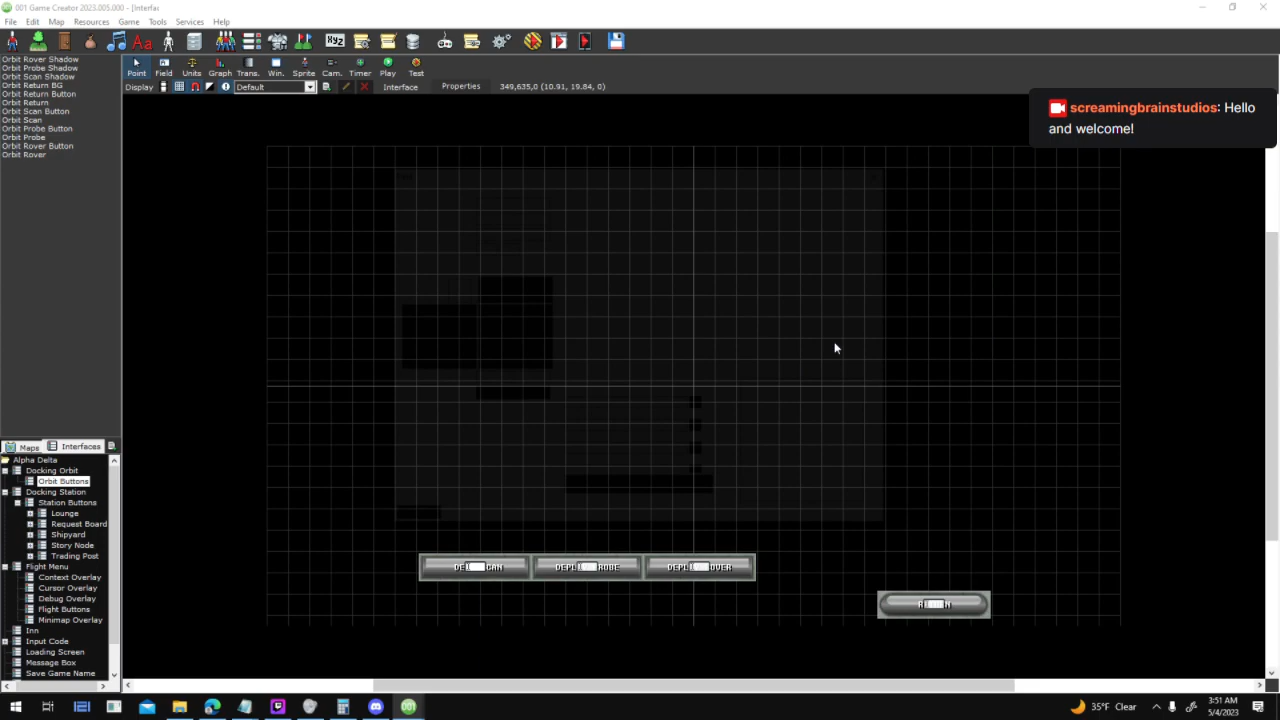 001 Game Creator 2023.005.000 - [Interfac
File Edit Map Resources Game Tools Services Help
Point Field Units Graph Trans. Win. Sprite Cam. Timer Play Test
Display Default Interface Properties 349,635,0 (10.91, 19.84, 0)
Orbit Rover Shadow
Orbit Probe Shadow
Orbit Scan Shadow
Orbit Return BG
Orbit Return Button
Orbit Return
Orbit Scan Button
Orbit Scan
Orbit Probe Button
Orbit Probe
Orbit Rover Button
Orbit Rover
screamingbrainstudios: Hello
and welcome!
Maps Interfaces
Alpha Delta
Docking Orbit
Orbit Buttons
Docking Station
Station Buttons
Lounge
Request Board
Shipyard
Story Node
Trading Post
Flight Menu
Context Overlay
Cursor Overlay
Debug Overlay
Flight Buttons
Minimap Overlay
Inn
Input Code
Loading Screen
Message Box
Save Game Name
35°F Clear
3:51 AM
5/4/2023